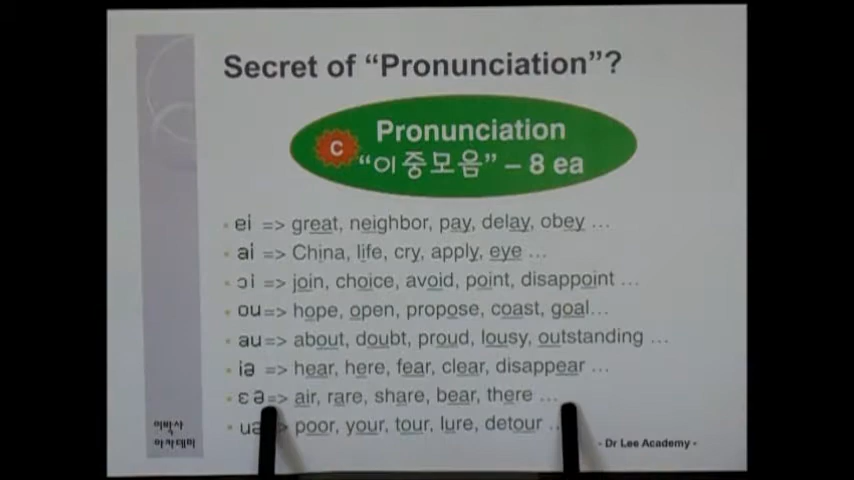 Secret of “Pronunciation”?
C
Pronunciation
“이중모음” – 8 ea
ei => great, neighbor, pay, delay, obey ...
ai => China, life, cry, apply, eye ...
ɔi => join, choice, avoid, point, disappoint ...
ou=> hope, open, propose, coast, goal...
au=> about, doubt, proud, lousy, outstanding ...
iə => hear, here, fear, clear, disappear ...
ɛə=> air, rare, share, bear, there ...
uə => poor, your, tour, lure, detour ...
이박사
아카데미
- Dr Lee Academy -